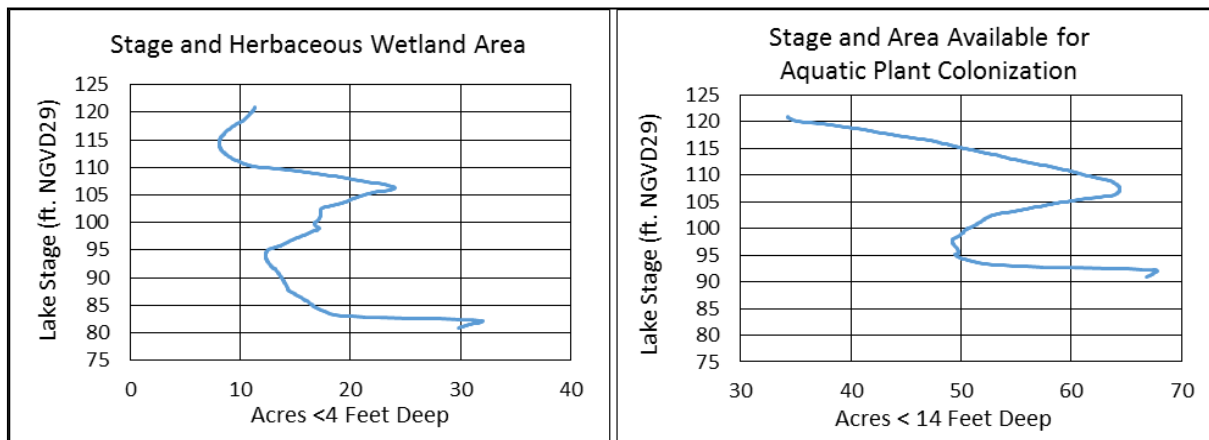 Stage and Herbaceous Wetland Area
Lake Stage (ft. NGVD29)
125
120
115
110
105
100
95
90
85
80
75
0 10 20 30 40
Acres <4 Feet Deep
Stage and Area Available for
Aquatic Plant Colonization
Lake Stage (ft. NGVD29)
125
120
115
110
105
100
95
90
85
80
75
30 40 50 60 70
Acres < 14 Feet Deep